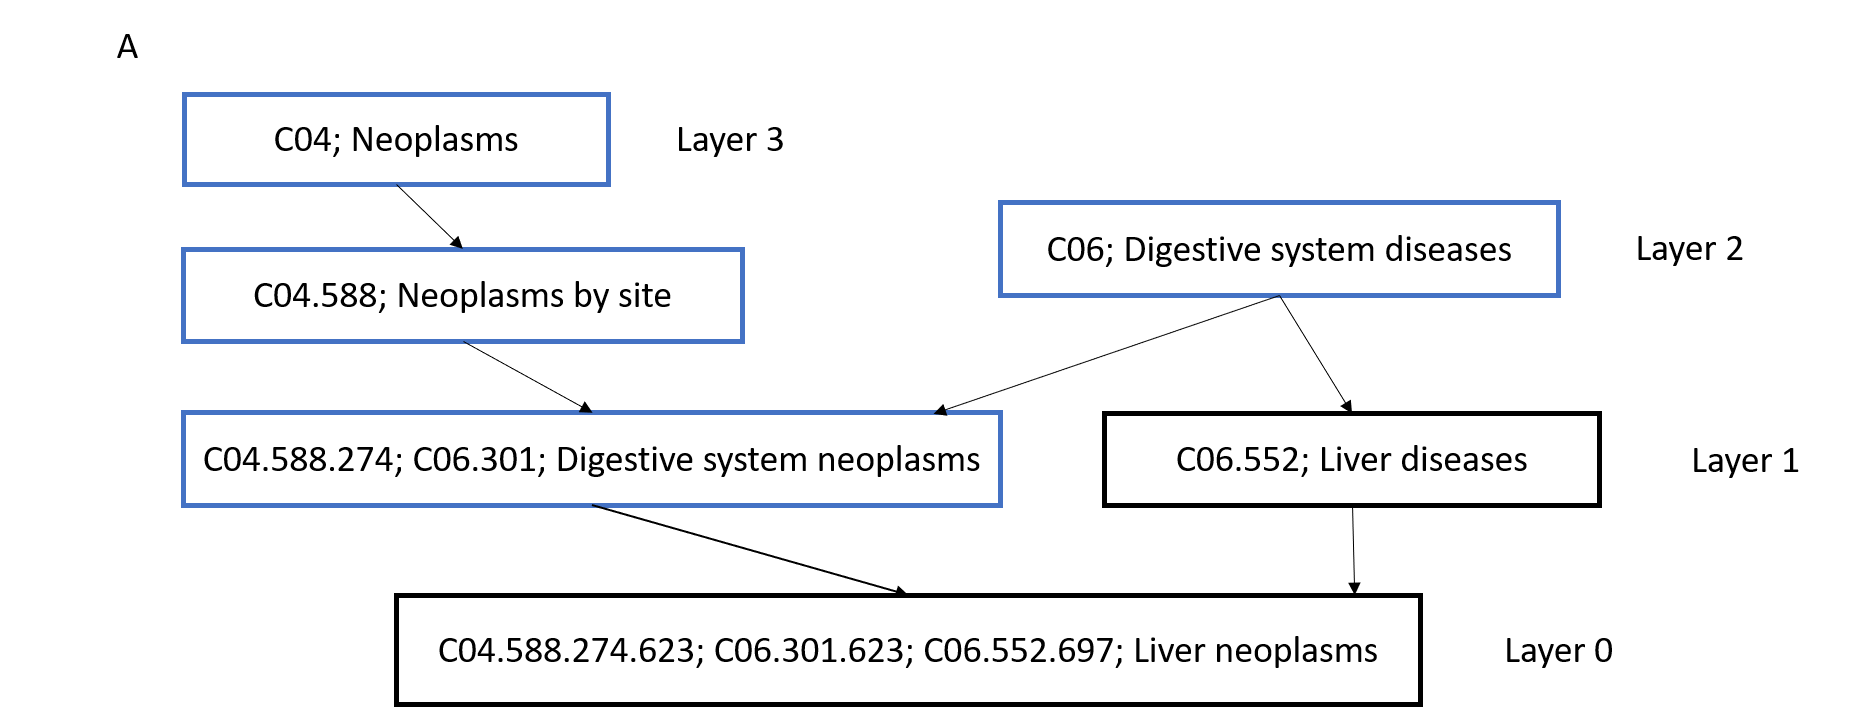 A
C04; Neoplasms
Layer 3
C06; Digestive system diseases
Layer 2
C04.588; Neoplasms by site
C04.588.274; C06.301; Digestive system neoplasms
C06.552; Liver diseases
Layer 1
C04.588.274.623; C06.301.623; C06.552.697; Liver neoplasms
Layer 0